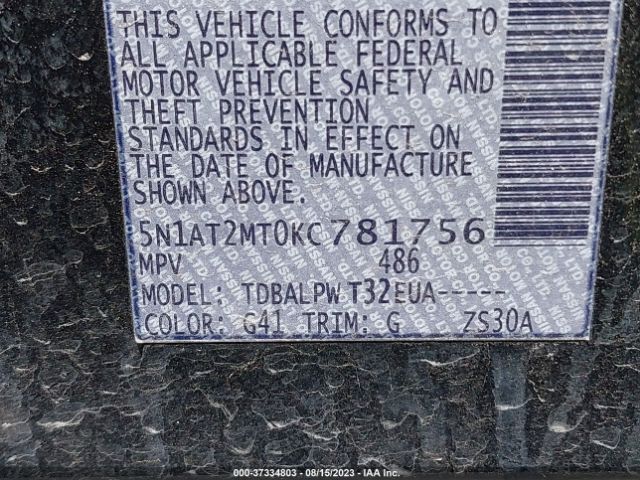 THIS VEHICLE CONFORMS TO
ALL APPLICABLE FEDERAL
MOTOR VEHICLE SAFETY AND
THEFT PREVENTION
STANDARDS IN EFFECT ON
THE DATE OF MANUFACTURE
SHOWN ABOVE.
5N1AT2MT0KC781756
MPV 486
MODEL: TDBALPW T32EUA-----
COLOR: G41 TRIM: G ZS30A
000-37334803 - 08/15/2023 - IAA Inc.